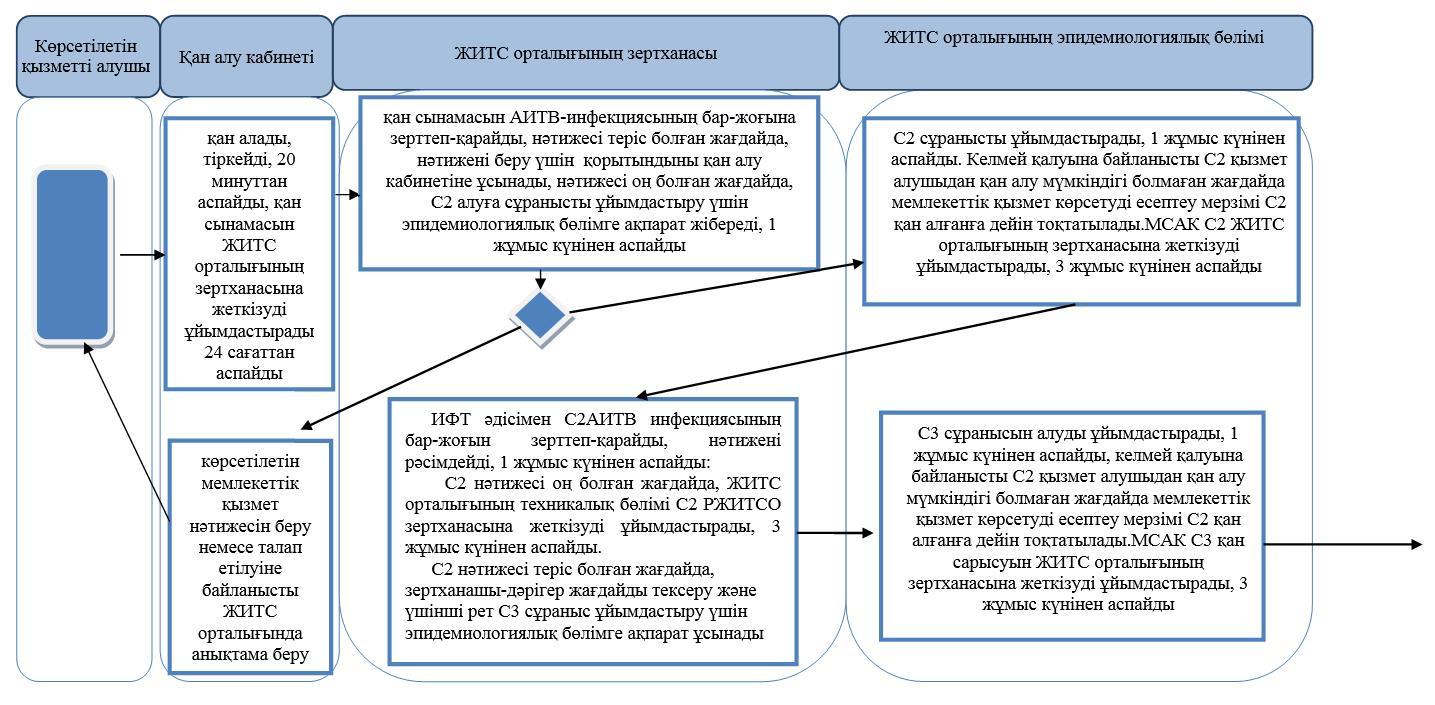 Көрсетілетін
қызметті алушы
Қан алу кабинеті
ЖИТС орталығының зертханасы
ЖИТС орталығының эпидемиологиялық бөлімі
қан алады,
тіркейді, 20
минуттан
аспайды, қан
сынамасын
ЖИТС
орталығының
зертханасына
жеткізуді
ұйымдастырады
24 сағаттан
аспайды
қан сынамасын АИТВ-инфекциясының бар-жоғына
зерттеп-қарайды, нәтижесі теріс болған жағдайда,
нәтижені беру үшін қорытындыны қан алу
кабинетіне ұсынады, нәтижесі оң болған жағдайда,
С2 алуға сұранысты ұйымдастыру үшін
эпидемиологиялық бөлімге ақпарат жібереді, 1
жұмыс күнінен аспайды
С2 сұранысты ұйымдастырады, 1 жұмыс күнінен
аспайды. Келмей қалуына байланысты С2 қызмет
алушыдан қан алу мүмкіндігі болмаған жағдайда
мемлекеттік қызмет көрсетуді есептеу мерзімі С2
қан алғанға дейін тоқтатылады.МСАК С2 ЖИТС
орталығының зертханасына жеткізуді
ұйымдастырады, 3 жұмыс күнінен аспайды
көрсетілетін
мемлекеттік
қызмет
нәтижесін беру
немесе талап
етілуіне
байланысты
ЖИТС
орталығында
анықтама беру
ИФТ әдісімен С2АИТВ инфекциясының
бар-жоғын зерттеп-қарайды, нәтижені
рәсімдейді, 1 жұмыс күнінен аспайды:
С2 нәтижесі оң болған жағдайда, ЖИТС
орталығының техникалық бөлімі С2 РЖИТСО
зертханасына жеткізуді ұйымдастырады, 3
жұмыс күнінен аспайды.
С2 нәтижесі теріс болған жағдайда,
зертханашы-дәрігер жағдайды тексеру және
үшінші рет С3 сұраныс ұйымдастыру үшін
эпидемиологиялық бөлімге ақпарат ұсынады
С3 сұранысын алуды ұйымдастырады, 1
жұмыс күнінен аспайды, келмей қалуына
байланысты С2 қызмет алушыдан қан алу
мүмкіндігі болмаған жағдайда мемлекеттік
қызмет көрсетуді есептеу мерзімі С2 қан
алғанға дейін тоқтатылады.МСАК С3 қан
сарысуын ЖИТС орталығының
зертханасына жеткізуді ұйымдастырады, 3
жұмыс күнінен аспайды